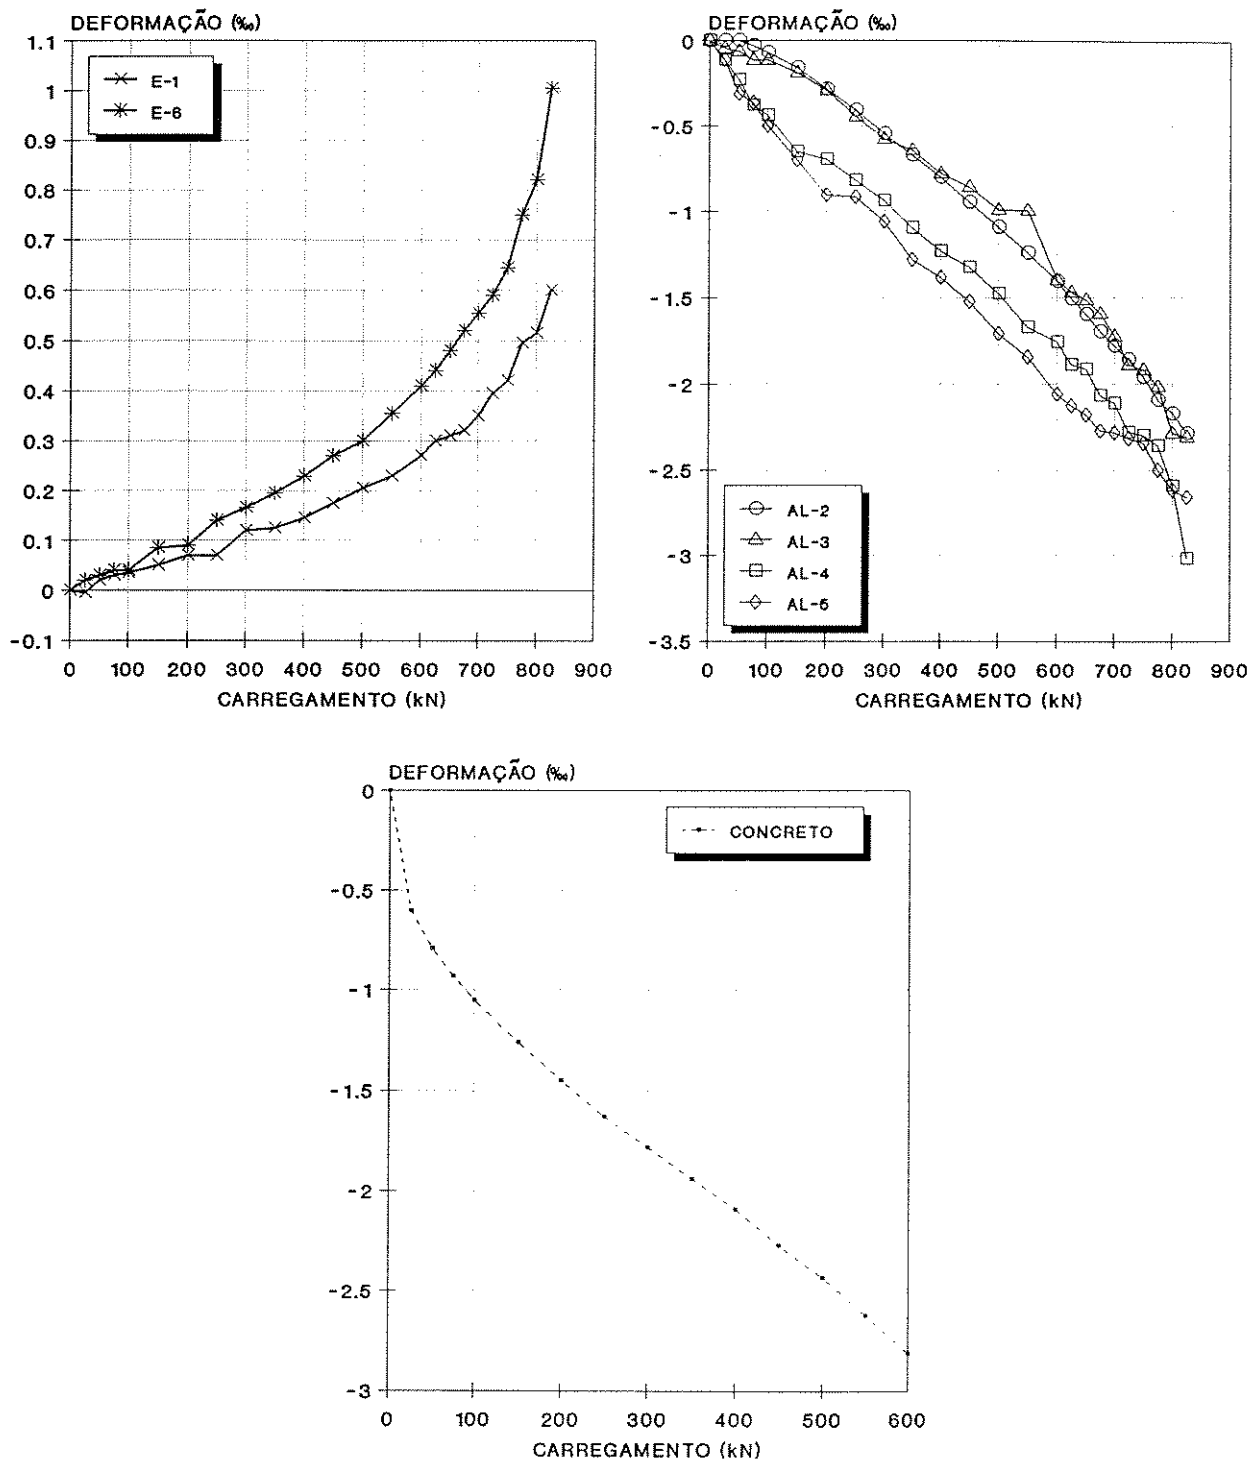 DEFORMAÇÃO (‰)
1.1
1
0.9
0.8
0.7
0.6
0.5
0.4
0.3
0.2
0.1
0
-0.1
E-1
E-6
0 100 200 300 400 500 600 700 800 900
CARREGAMENTO (kN)
DEFORMAÇÃO (‰)
0
-0.5
-1
-1.5
-2
-2.5
-3
-3.5
AL-2
AL-3
AL-4
AL-5
0 100 200 300 400 500 600 700 800 900
CARREGAMENTO (kN)
DEFORMAÇÃO (‰)
0
-0.5
-1
-1.5
-2
-2.5
-3
CONCRETO
0 100 200 300 400 500 600
CARREGAMENTO (kN)